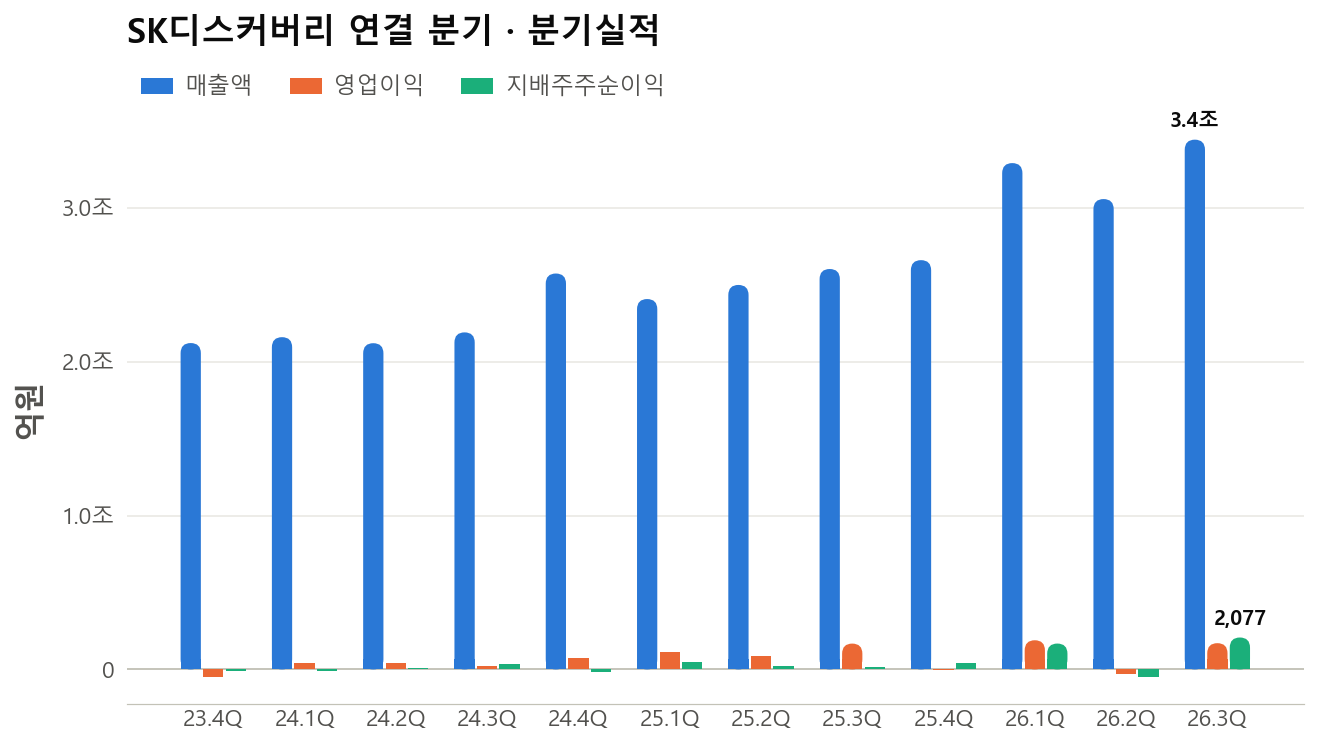 SK디스커버리 연결 분기 · 분기실적
매출액 영업이익 지배주주순이익
3.4조
3.0조
2.0조
억원
1.0조
2,077
0
23.4Q 24.1Q 24.2Q 24.3Q 24.4Q 25.1Q 25.2Q 25.3Q 25.4Q 26.1Q 26.2Q 26.3Q